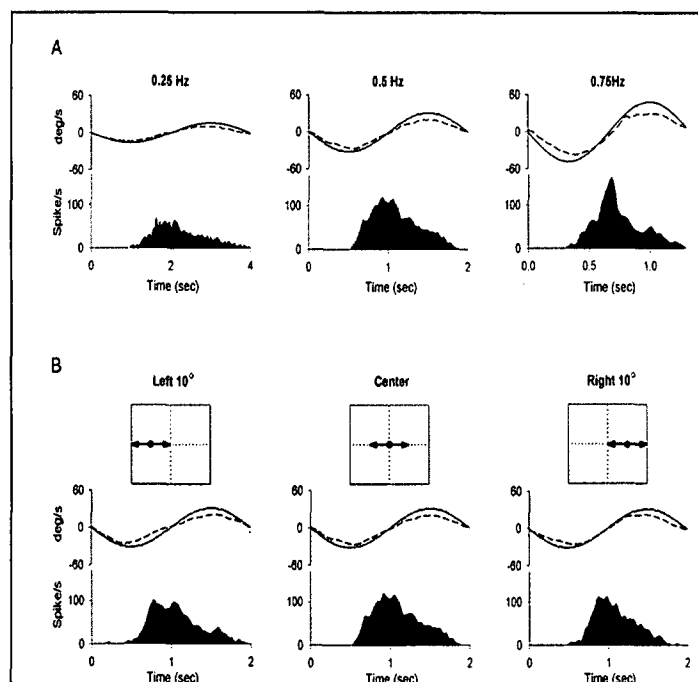 A
0.25 Hz 0.5 Hz 0.75Hz
60 60 60
deg/s 0 0 0
-60 -60 -60
Spike/s 100 100 100
0 0 0
0 2 4 0 1 2 0.0 0.5 1.0
Time (sec) Time (sec) Time (sec)
B
Left 10° Center Right 10°
60 60 60
deg/s 0 0 0
-60 -60 -60
Spike/s 100 100 100
0 0 0
0 1 2 0 1 2 0 1 2
Time (sec) Time (sec) Time (sec)